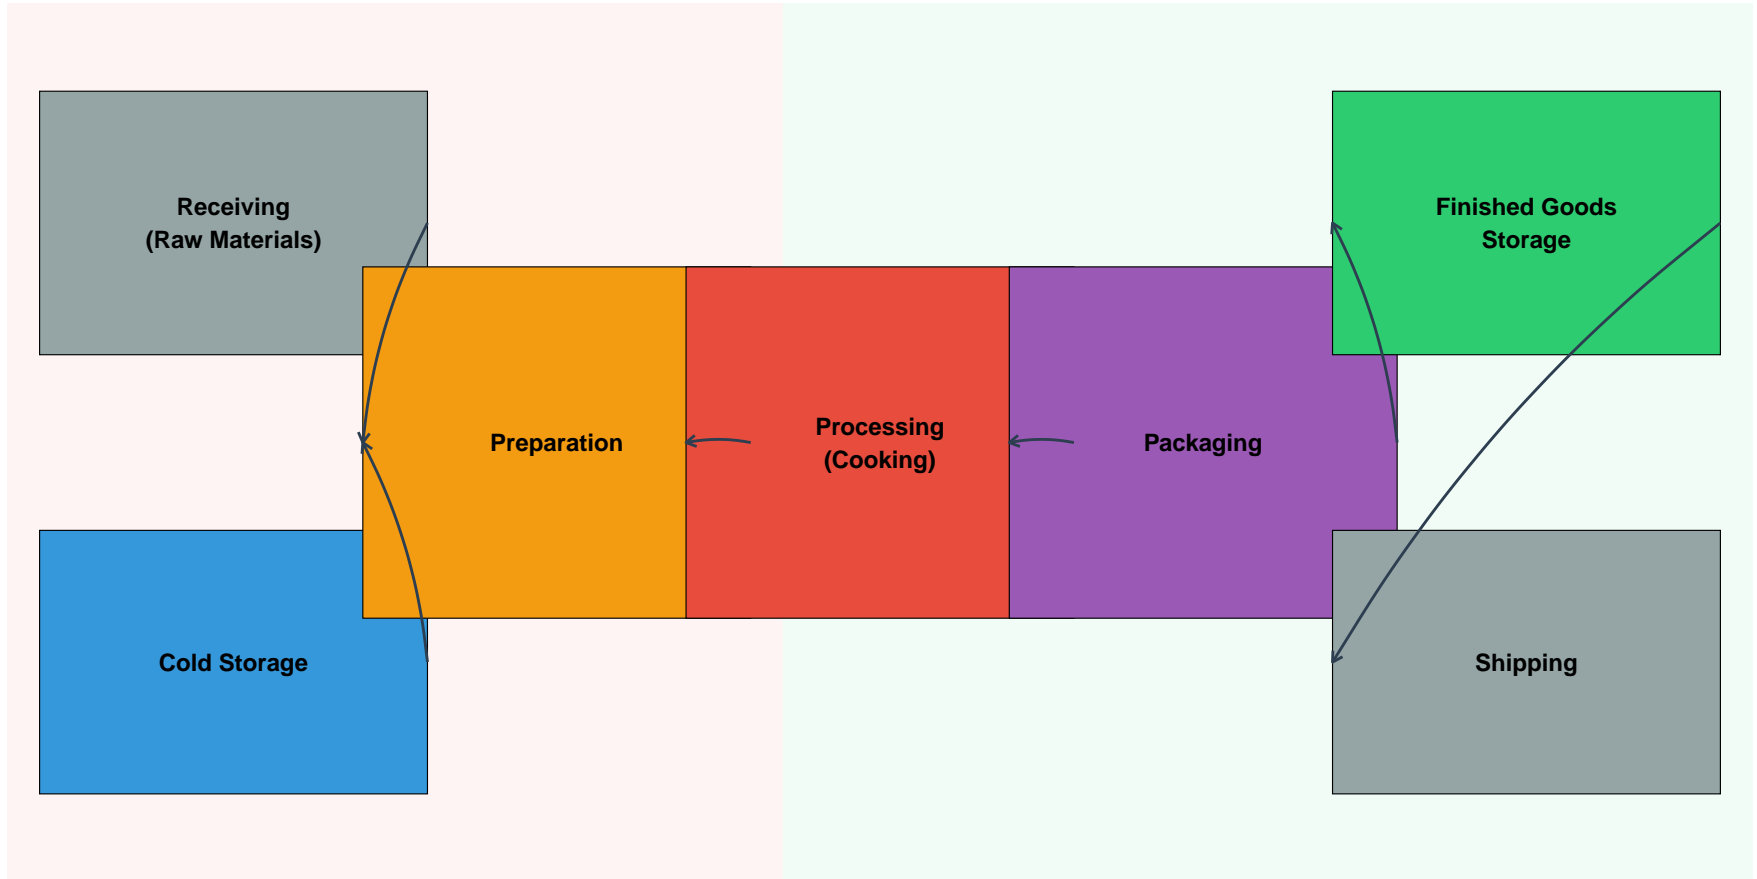 Receiving
(Raw Materials)
Finished Goods
Storage
Preparation
Processing
(Cooking)
Packaging
Cold Storage
Shipping